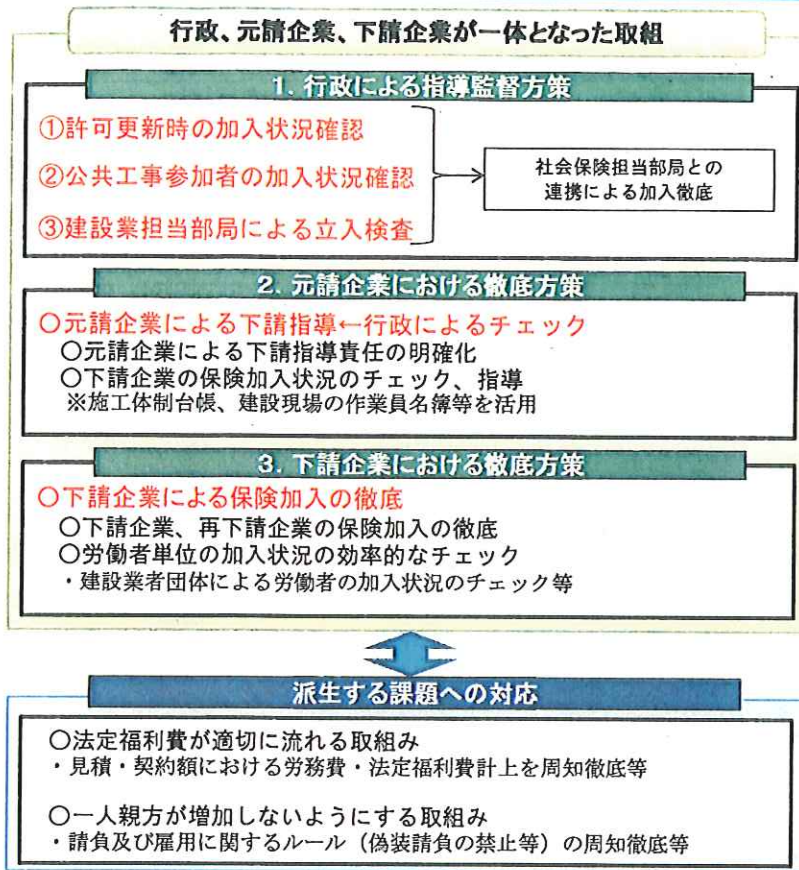 行政、元請企業、下請企業が一体となった取組
1. 行政による指導監督方策
①許可更新時の加入状況確認
②公共工事参加者の加入状況確認
③建設業担当部局による立入検査
社会保険担当部局との
連携による加入徹底
2. 元請企業における徹底方策
○元請企業による下請指導←行政によるチェック
○元請企業による下請指導責任の明確化
○下請企業の保険加入状況のチェック、指導
※施工体制台帳、建設現場の作業員名簿等を活用
3. 下請企業における徹底方策
○下請企業による保険加入の徹底
○下請企業、再下請企業の保険加入の徹底
○労働者単位の加入状況の効率的なチェック
・建設業者団体による労働者の加入状況のチェック等
派生する課題への対応
○法定福利費が適切に流れる取組み
・見積・契約額における労務費・法定福利費計上を周知徹底等
○一人親方が増加しないようにする取組み
・請負及び雇用に関するルール（偽装請負の禁止等）の周知徹底等